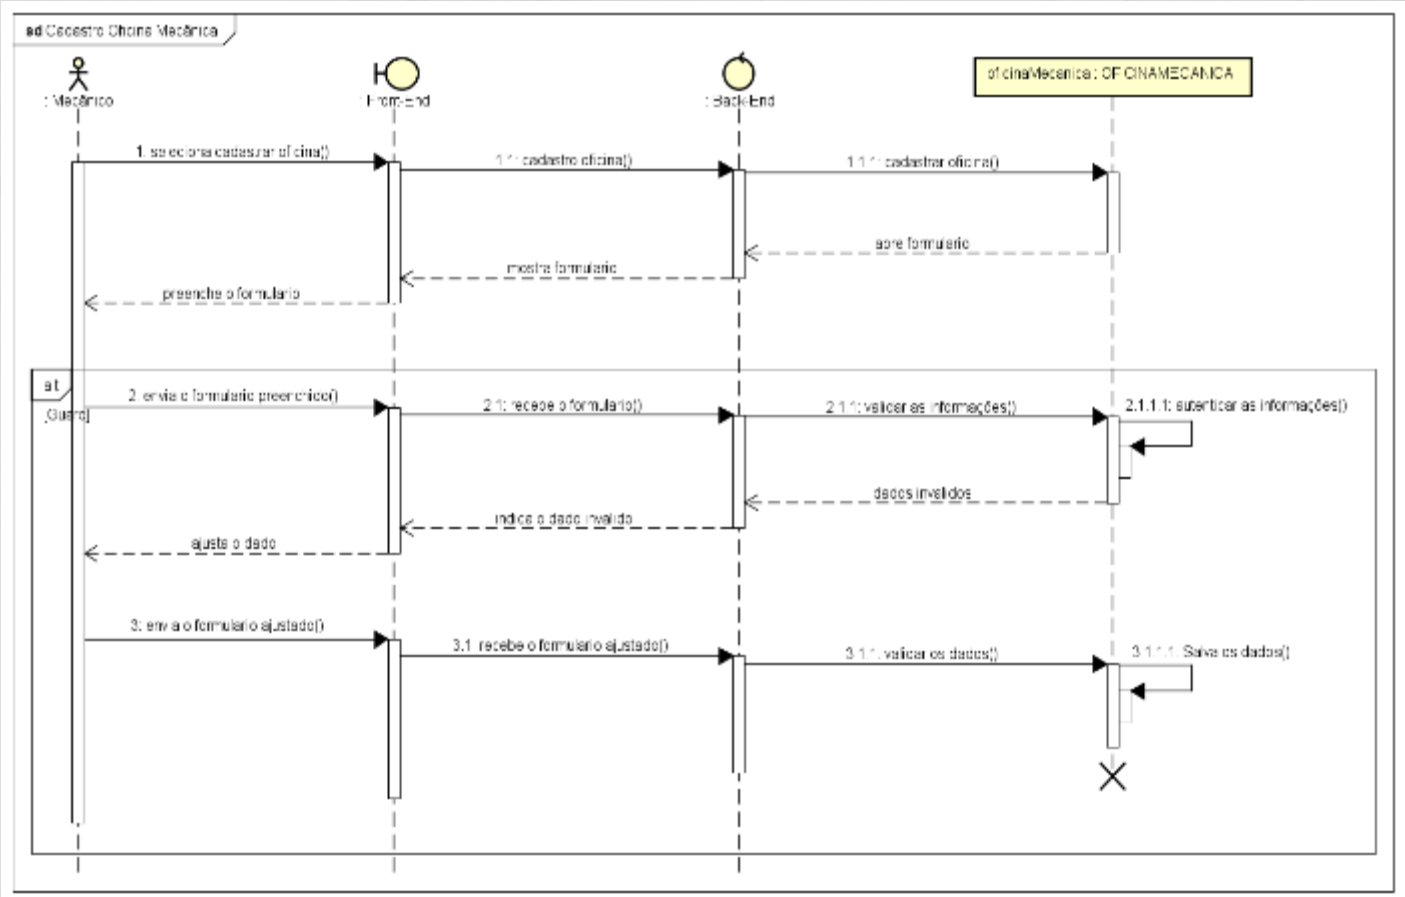 sd Cadastro Oficina Mecânica
: Mecânico
: Front-End
: Back-End
oficinaMecanica : OFICINAMECANICA
1: seleciona cadastrar oficina()
1.1: cadastro oficina()
1.1.1: cadastrar oficina()
abre formulario
mostra formulario
preenche o formulario
alt
[Guard]
2: envia o formulario preenchido()
2.1: recebe o formulario()
2.1.1: validar as informações()
2.1.1.1: autenticar as informações()
dados invalidos
indica o dado invalido
ajusta o dado
3: envia o formulario ajustado()
3.1: recebe o formulario ajustado()
3.1.1: validar os dados()
3.1.1.1: Salva os dados()